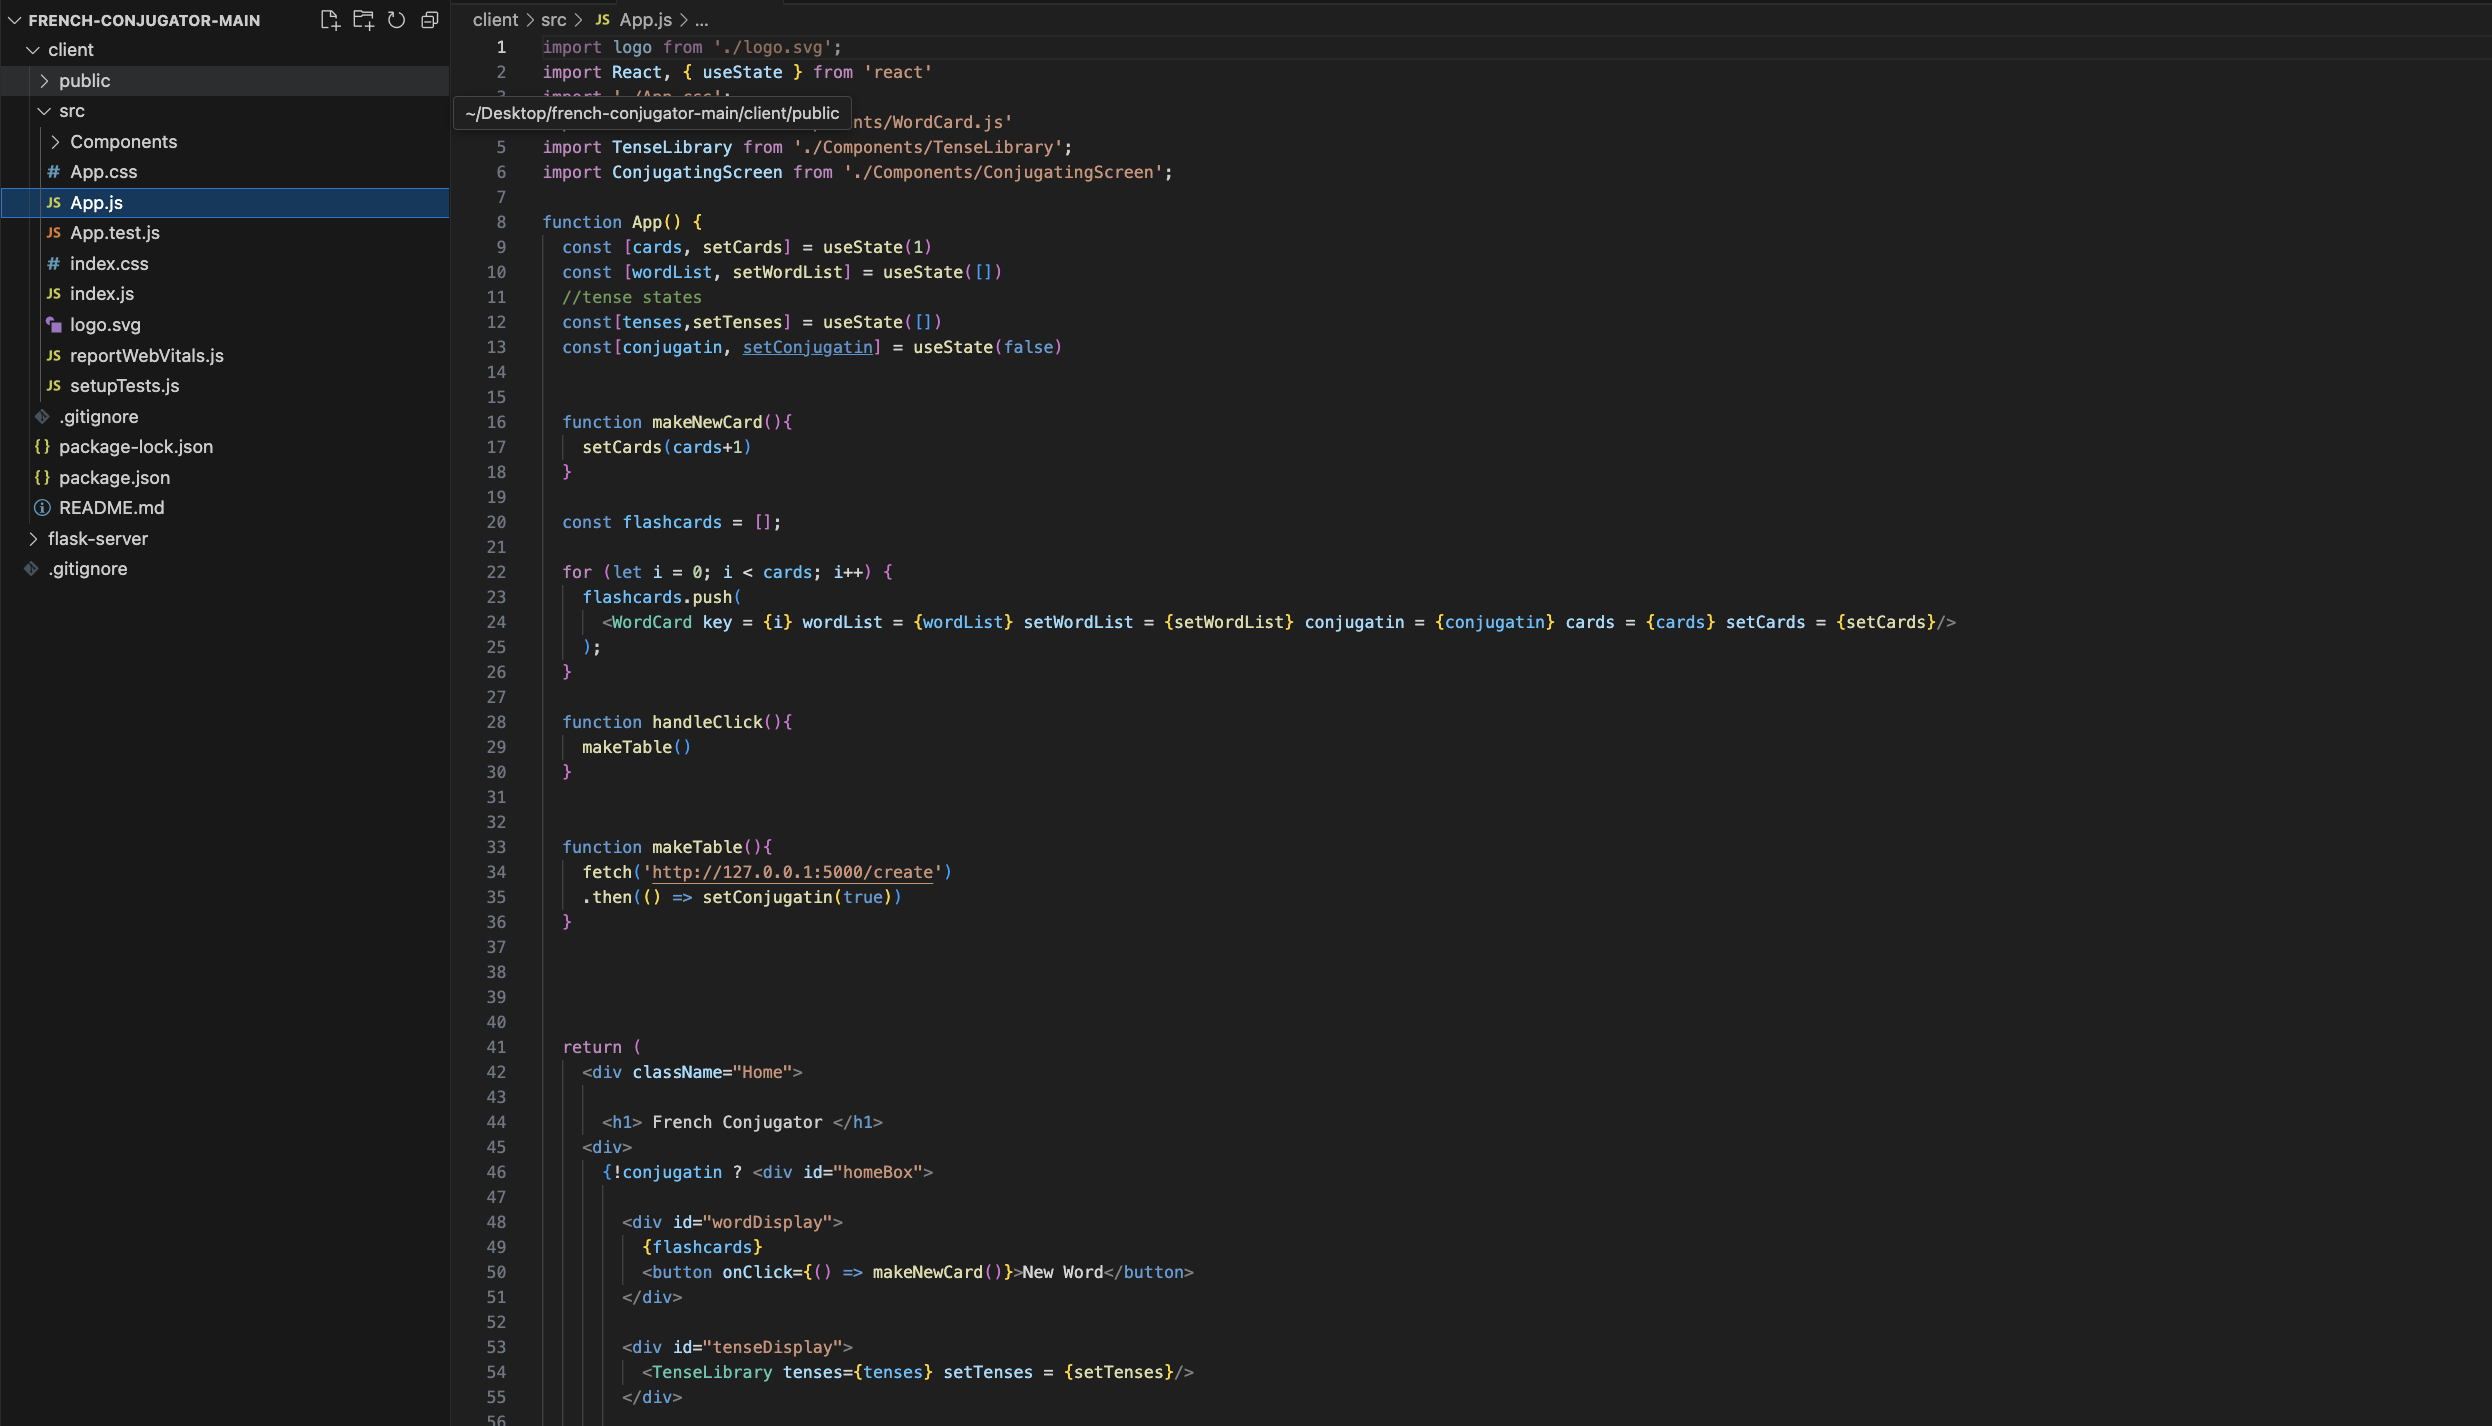 FRENCH-CONJUGATOR-MAIN
client
public
src
Components
# App.css
JS App.js
JS App.test.js
# index.css
JS index.js
logo.svg
JS reportWebVitals.js
JS setupTests.js
.gitignore
{} package-lock.json
{} package.json
README.md
flask-server
.gitignore
client > src > JS App.js > ...
1 import logo from './logo.svg';
2 import React, { useState } from 'react'
3 import './App.css';
~/Desktop/french-conjugator-main/client/public
nts/WordCard.js'
5 import TenseLibrary from './Components/TenseLibrary';
6 import ConjugatingScreen from './Components/ConjugatingScreen';
7
8 function App() {
9 const [cards, setCards] = useState(1)
10 const [wordList, setWordList] = useState([])
11 //tense states
12 const[tenses,setTenses] = useState([])
13 const[conjugatin, setConjugatin] = useState(false)
14
15
16 function makeNewCard(){
17 setCards(cards+1)
18 }
19
20 const flashcards = [];
21
22 for (let i = 0; i < cards; i++) {
23 flashcards.push(
24 <WordCard key = {i} wordList = {wordList} setWordList = {setWordList} conjugatin = {conjugatin} cards = {cards} setCards = {setCards}/>
25 );
26 }
27
28 function handleClick(){
29 makeTable()
30 }
31
32
33 function makeTable(){
34 fetch('http://127.0.0.1:5000/create')
35 .then(() => setConjugatin(true))
36 }
37
38
39
40
41 return (
42 <div className="Home">
43
44 <h1> French Conjugator </h1>
45 <div>
46 {!conjugatin ? <div id="homeBox">
47
48 <div id="wordDisplay">
49 {flashcards}
50 <button onClick={() => makeNewCard()}>New Word</button>
51 </div>
52
53 <div id="tenseDisplay">
54 <TenseLibrary tenses={tenses} setTenses = {setTenses}/>
55 </div>
56